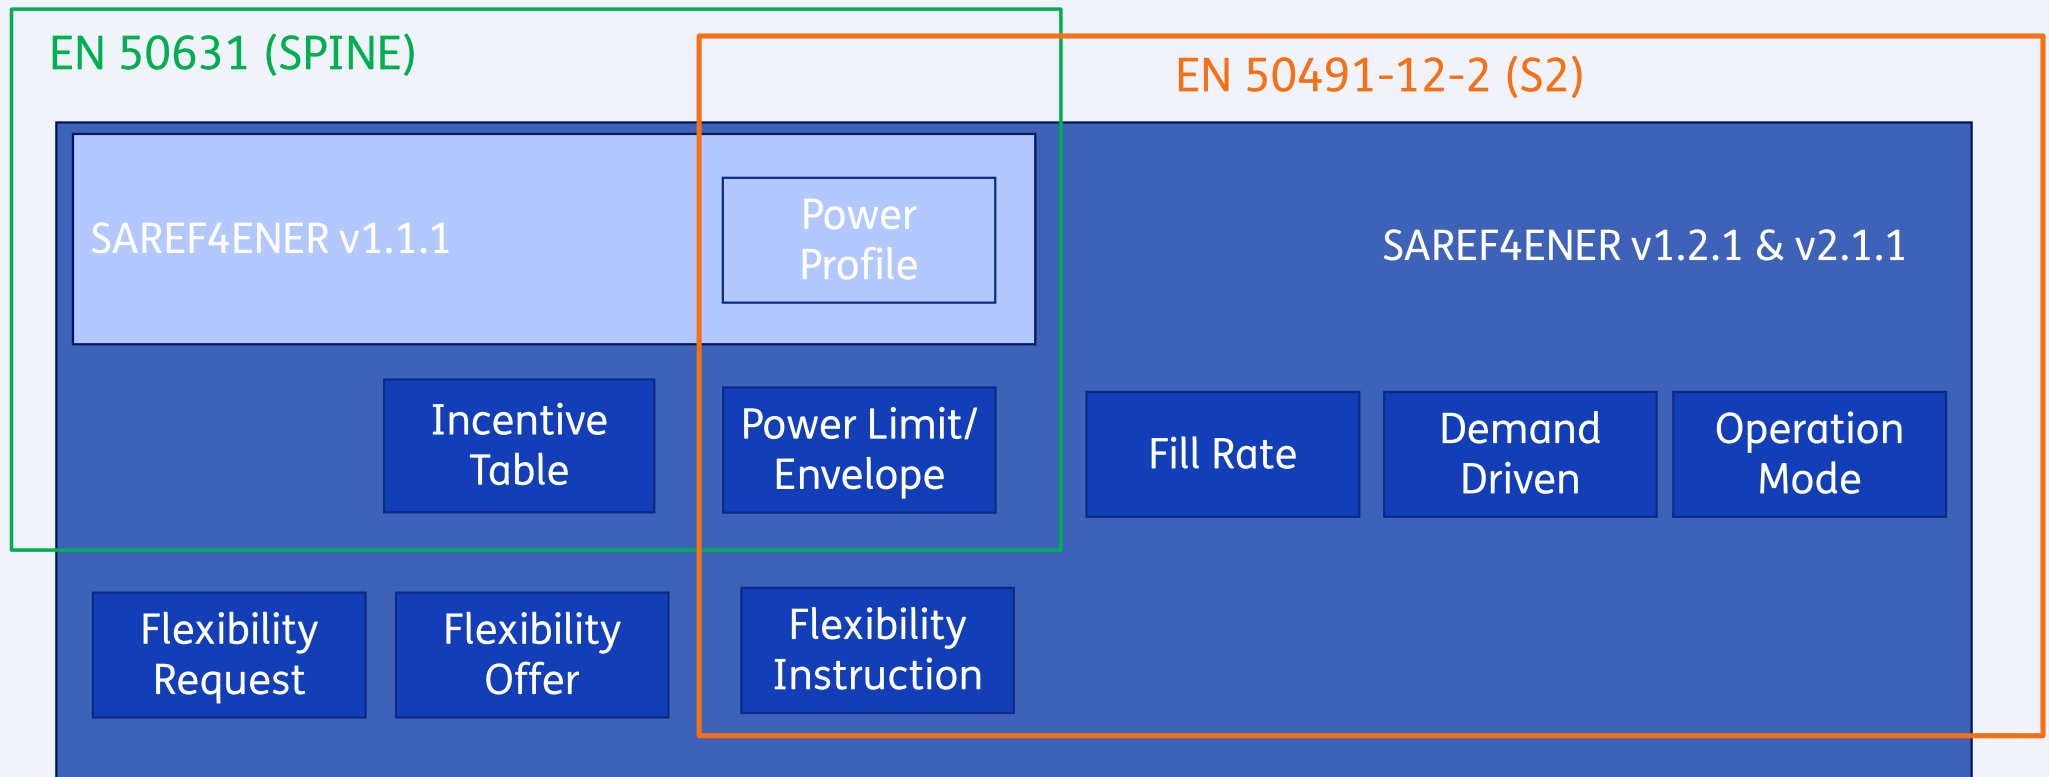 EN 50631 (SPINE)
EN 50491-12-2 (S2)
SAREF4ENER v1.1.1
Power
Profile
SAREF4ENER v1.2.1 & v2.1.1
Incentive
Table
Power Limit/
Envelope
Fill Rate
Demand
Driven
Operation
Mode
Flexibility
Request
Flexibility
Offer
Flexibility
Instruction